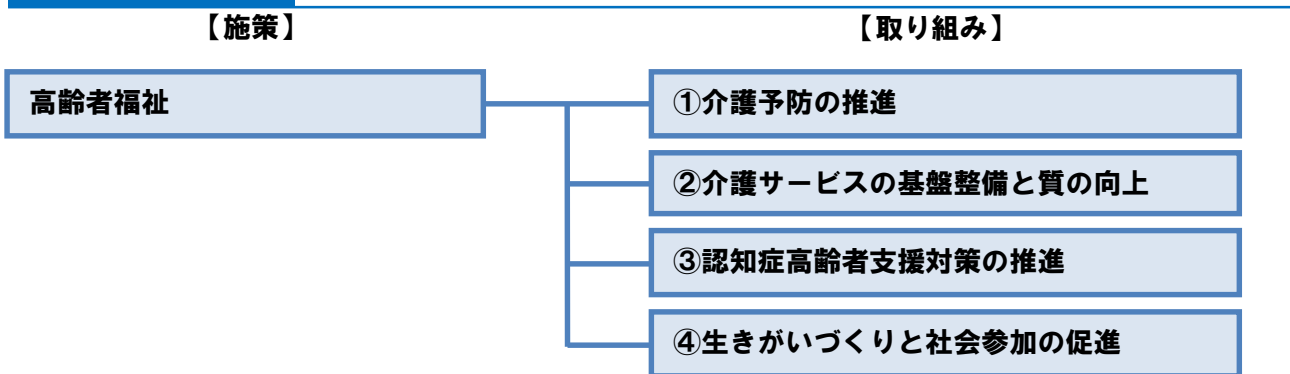 【施策】
【取り組み】
高齢者福祉
①介護予防の推進
②介護サービスの基盤整備と質の向上
③認知症高齢者支援対策の推進
④生きがいづくりと社会参加の促進